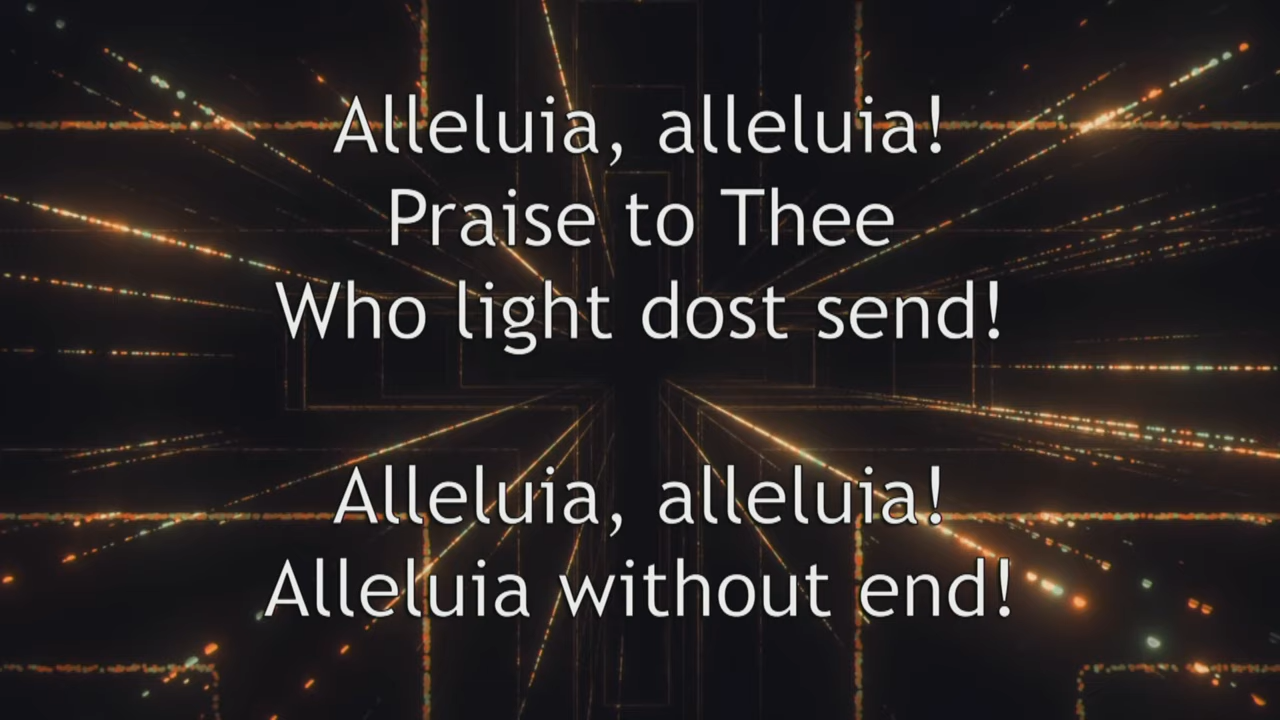 Alleluia, alleluia!
Praise to Thee
Who light dost send!
Alleluia, alleluia!
Alleluia without end!